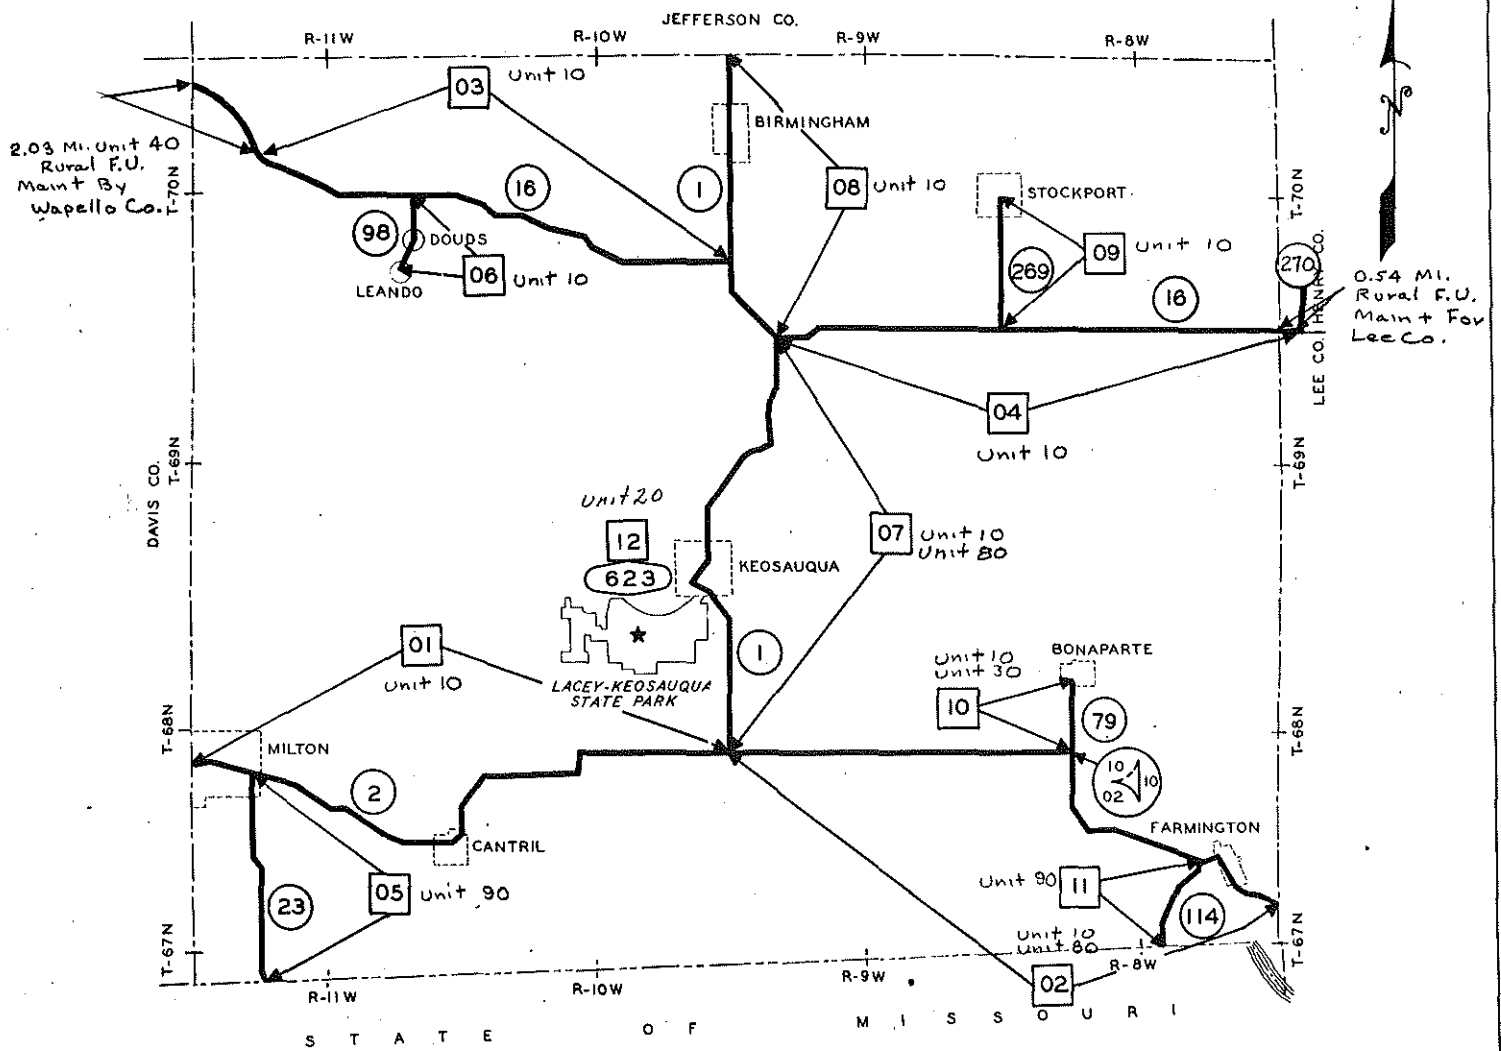 JEFFERSON CO.
R-11W
R-10W
R-9W
R-8W
N
03
Unit 10
BIRMINGHAM
2.03 Mi. Unit 40
Rural F.U.
Maint By
Wapello Co.
T-70N
16
1
08
Unit 10
STOCKPORT
T-70N
98
DOUDS
06
Unit 10
LEANDO
269
09
Unit 10
16
270
HENRY CO.
LEE CO.
0.54 Mi.
Rural F.U.
Maint For
Lee Co.
04
Unit 10
DAVIS CO.
T-69N
T-69N
Unit 20
12
623
KEOSAUQUA
07
Unit 10
Unit 80
01
Unit 10
LACEY-KEOSAUQUA
STATE PARK
1
Unit 10
Unit 30
10
BONAPARTE
79
T-68N
MILTON
T-68N
10
10
02
2
CANTRIL
FARMINGTON
05
Unit 90
23
Unit 90
11
114
Unit 10
Unit 80
02
T-67N
T-67N
R-11W
R-10W
R-9W
R-8W
STATE OF MISSOURI